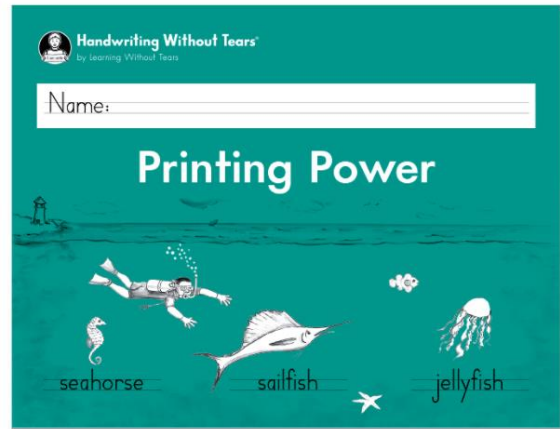 Handwriting Without Tears®
by Learning Without Tears
Name:
Printing Power
seahorse
sailfish
jellyfish